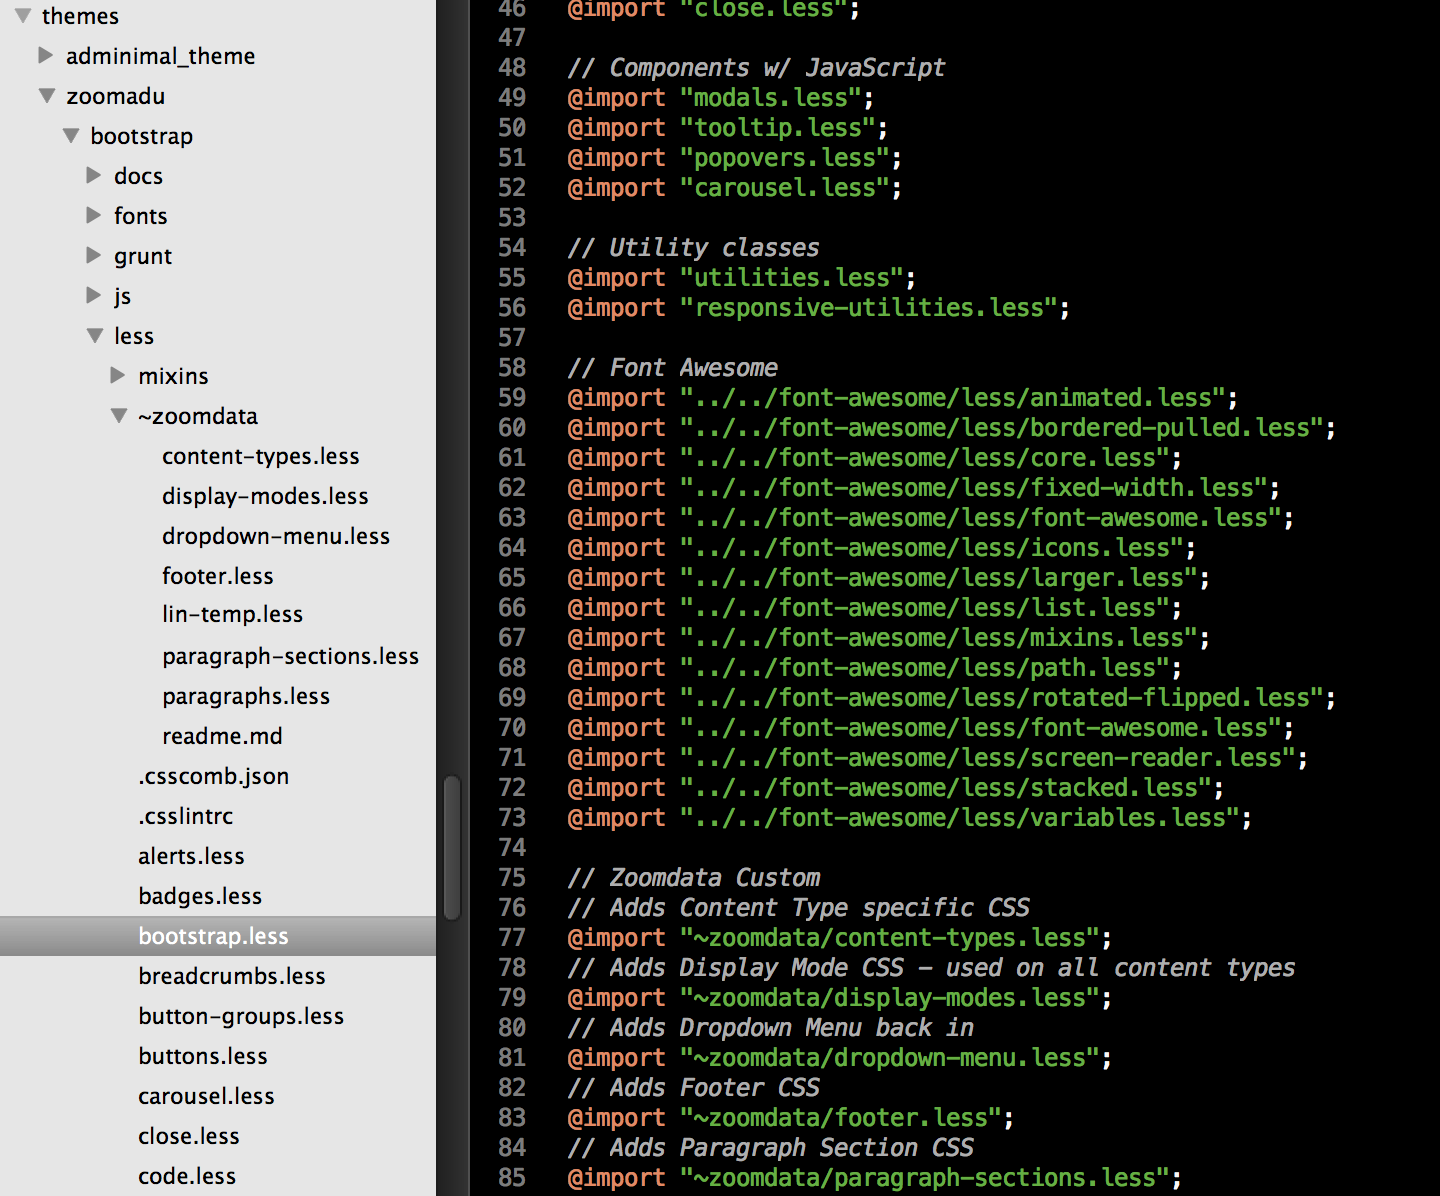 themes
adminimal_theme
zoomadu
bootstrap
docs
fonts
grunt
js
less
mixins
~zoomdata
content-types.less
display-modes.less
dropdown-menu.less
footer.less
lin-temp.less
paragraph-sections.less
paragraphs.less
readme.md
.csscomb.json
.csslintrc
alerts.less
badges.less
bootstrap.less
breadcrumbs.less
button-groups.less
buttons.less
carousel.less
close.less
code.less
46 @import "close.less";
47
48 // Components w/ JavaScript
49 @import "modals.less";
50 @import "tooltip.less";
51 @import "popovers.less";
52 @import "carousel.less";
53
54 // Utility classes
55 @import "utilities.less";
56 @import "responsive-utilities.less";
57
58 // Font Awesome
59 @import "../../font-awesome/less/animated.less";
60 @import "../../font-awesome/less/bordered-pulled.less";
61 @import "../../font-awesome/less/core.less";
62 @import "../../font-awesome/less/fixed-width.less";
63 @import "../../font-awesome/less/font-awesome.less";
64 @import "../../font-awesome/less/icons.less";
65 @import "../../font-awesome/less/larger.less";
66 @import "../../font-awesome/less/list.less";
67 @import "../../font-awesome/less/mixins.less";
68 @import "../../font-awesome/less/path.less";
69 @import "../../font-awesome/less/rotated-flipped.less";
70 @import "../../font-awesome/less/font-awesome.less";
71 @import "../../font-awesome/less/screen-reader.less";
72 @import "../../font-awesome/less/stacked.less";
73 @import "../../font-awesome/less/variables.less";
74
75 // Zoomdata Custom
76 // Adds Content Type specific CSS
77 @import "~zoomdata/content-types.less";
78 // Adds Display Mode CSS - used on all content types
79 @import "~zoomdata/display-modes.less";
80 // Adds Dropdown Menu back in
81 @import "~zoomdata/dropdown-menu.less";
82 // Adds Footer CSS
83 @import "~zoomdata/footer.less";
84 // Adds Paragraph Section CSS
85 @import "~zoomdata/paragraph-sections.less";